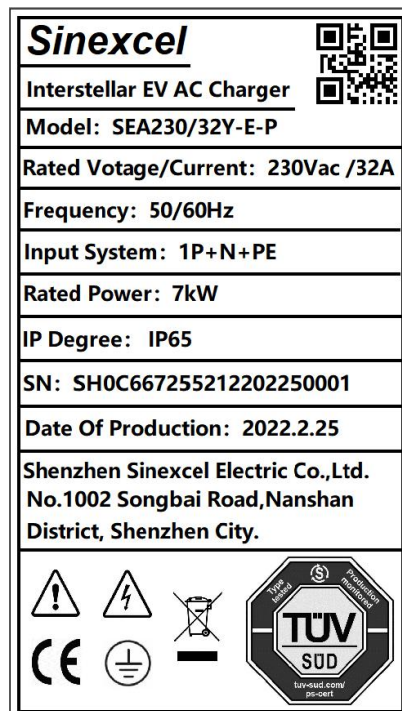 Sinexcel
Interstellar EV AC Charger
Model: SEA230/32Y-E-P
Rated Votage/Current: 230Vac /32A
Frequency: 50/60Hz
Input System: 1P+N+PE
Rated Power: 7kW
IP Degree: IP65
SN: SH0C667255212202250001
Date Of Production: 2022.2.25
Shenzhen Sinexcel Electric Co.,Ltd.
No.1002 Songbai Road,Nanshan
District, Shenzhen City.
CE
Type tested
Production monitored
TÜV
SÜD
tuv-sud.com/
ps-cert